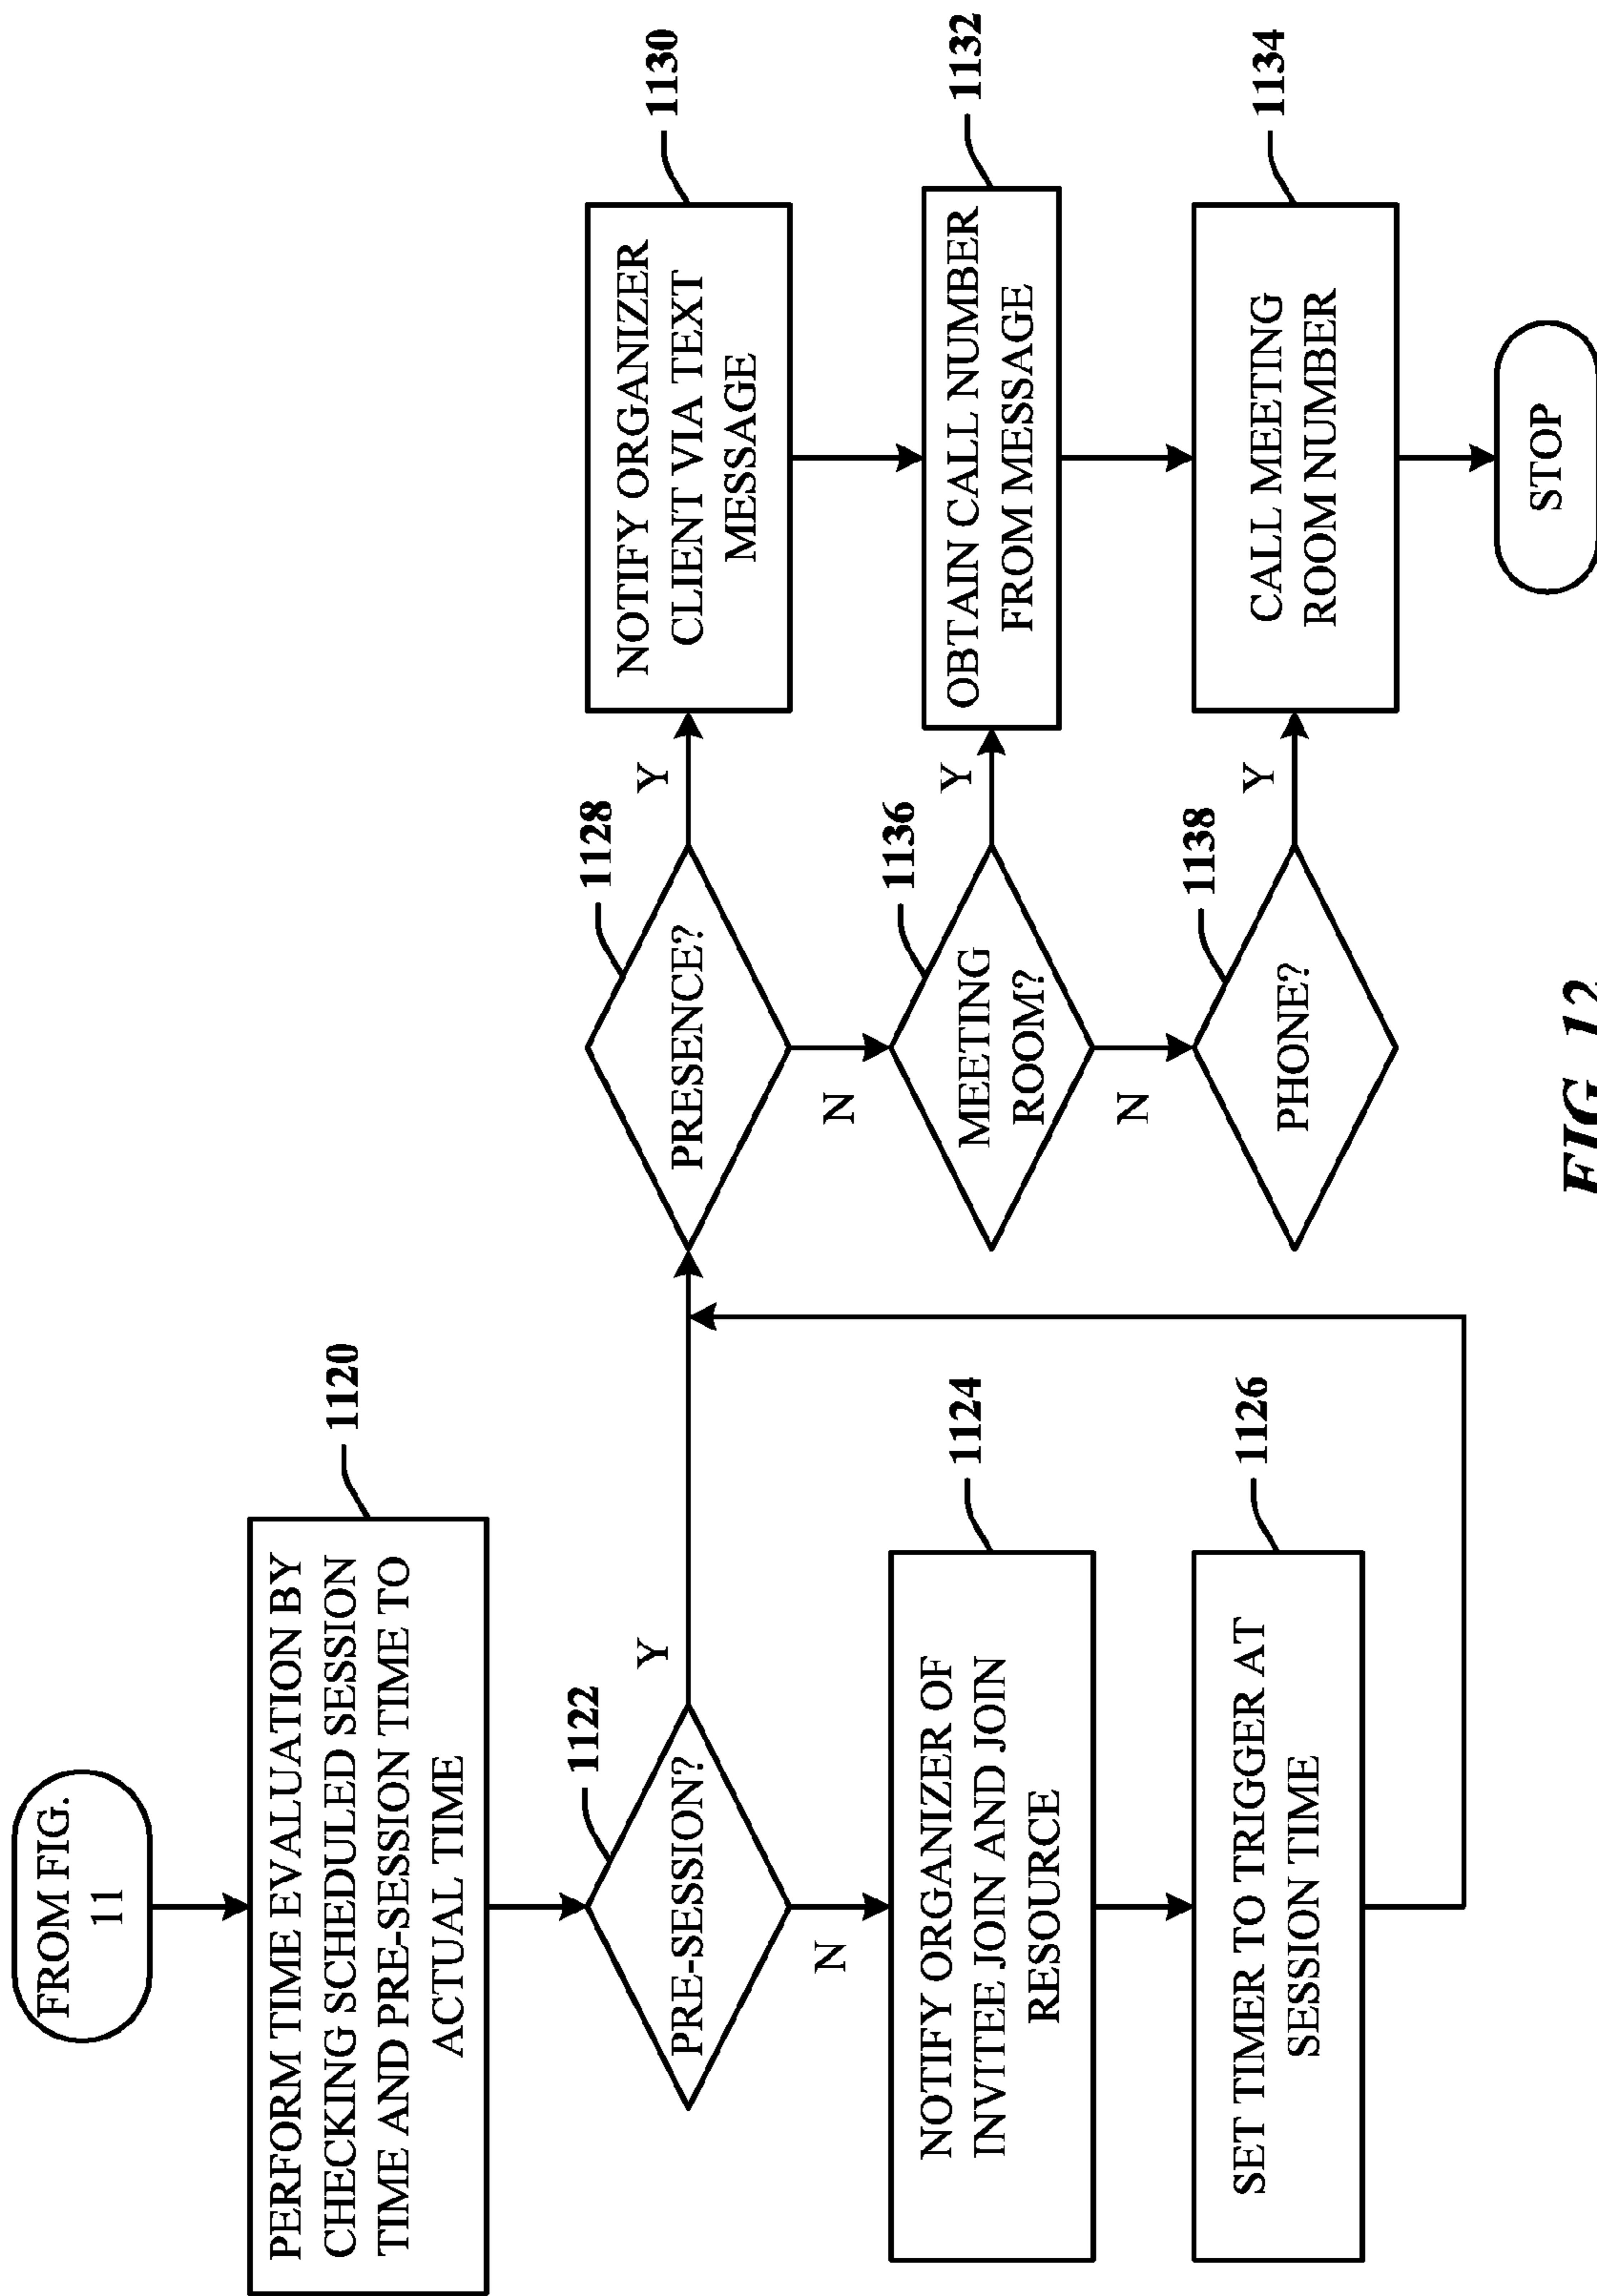 FROM FIG.
11
PERFORM TIME EVALUATION BY
CHECKING SCHEDULED SESSION
TIME AND PRE-SESSION TIME TO
ACTUAL TIME
1120
PRE-SESSION?
1122
Y
N
NOTIFY ORGANIZER OF
INVITEE JOIN AND JOIN
RESOURCE
1124
SET TIMER TO TRIGGER AT
SESSION TIME
1126
PRESENCE?
1128
Y
N
NOTIFY ORGANIZER
CLIENT VIA TEXT
MESSAGE
1130
MEETING
ROOM?
1136
Y
N
OBTAIN CALL NUMBER
FROM MESSAGE
1132
PHONE?
1138
Y
CALL MEETING
ROOM NUMBER
1134
STOP
FIG. 12